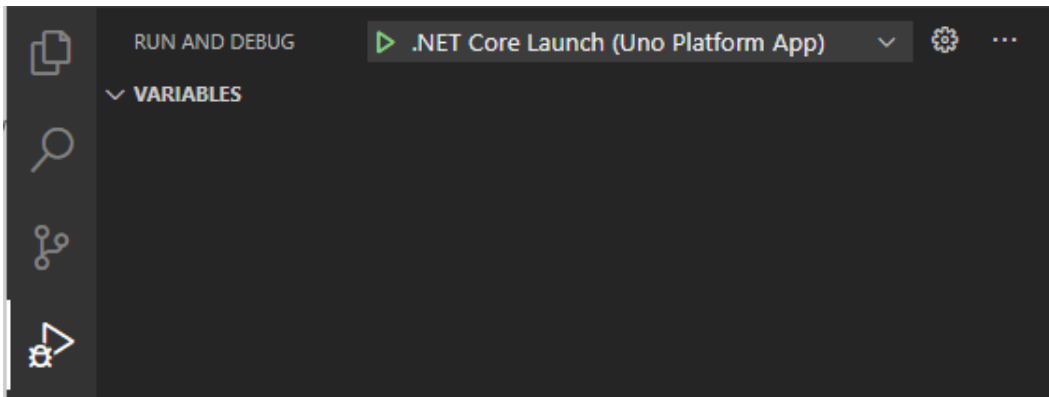 RUN AND DEBUG .NET Core Launch (Uno Platform App) ...
VARIABLES